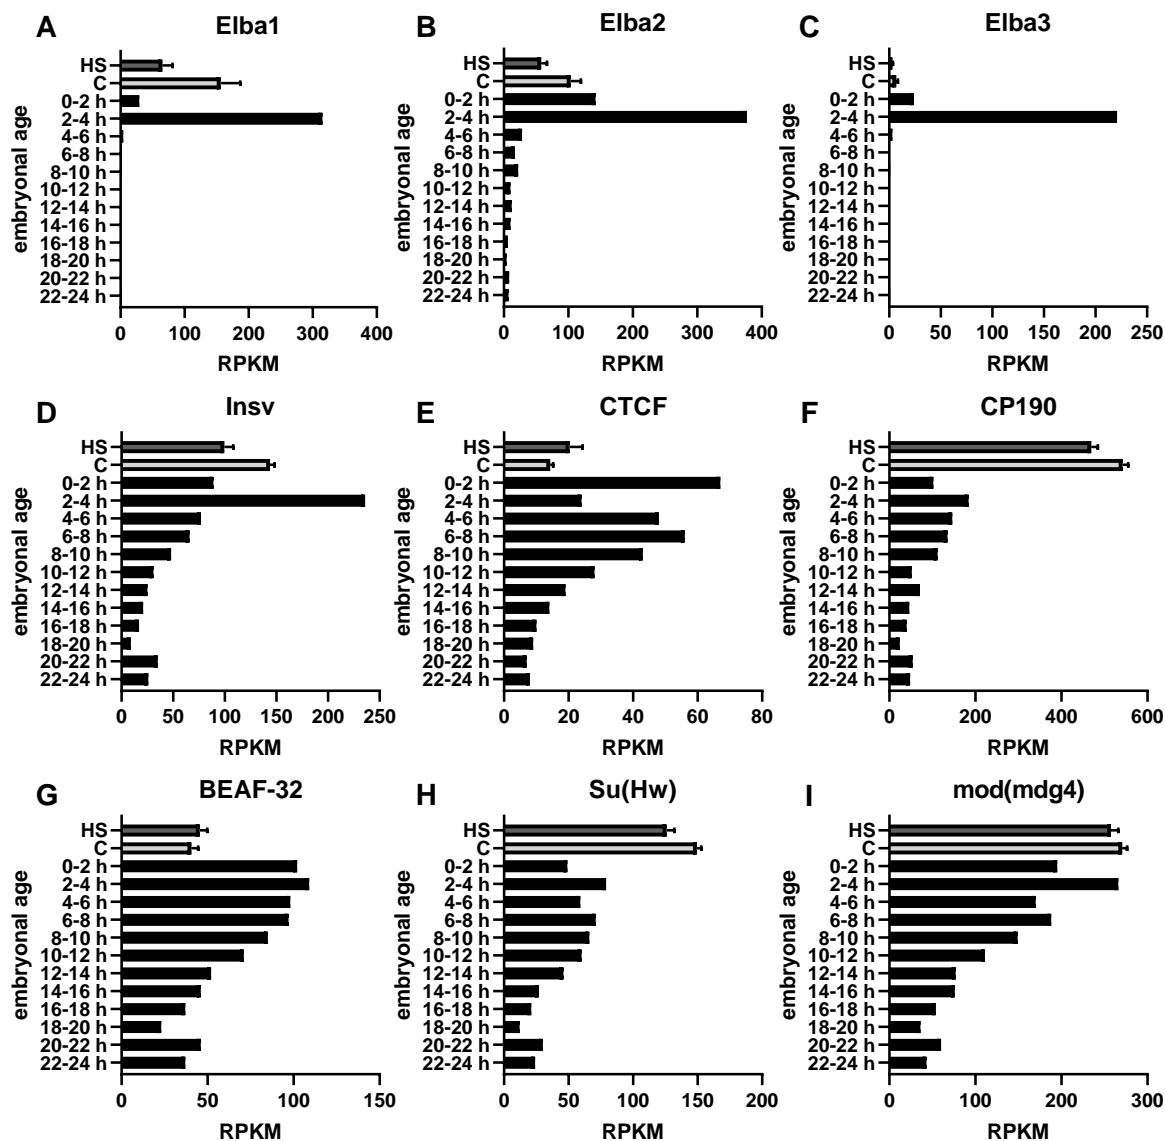 A Elba1
HS
C
0-2 h
2-4 h
4-6 h
6-8 h
8-10 h
10-12 h
12-14 h
14-16 h
16-18 h
18-20 h
20-22 h
22-24 h
embryonal age
0 100 200 300 400
RPKM
B Elba2
HS
C
0-2 h
2-4 h
4-6 h
6-8 h
8-10 h
10-12 h
12-14 h
14-16 h
16-18 h
18-20 h
20-22 h
22-24 h
embryonal age
0 100 200 300 400
RPKM
C Elba3
HS
C
0-2 h
2-4 h
4-6 h
6-8 h
8-10 h
10-12 h
12-14 h
14-16 h
16-18 h
18-20 h
20-22 h
22-24 h
embryonal age
0 50 100 150 200 250
RPKM
D Insv
HS
C
0-2 h
2-4 h
4-6 h
6-8 h
8-10 h
10-12 h
12-14 h
14-16 h
16-18 h
18-20 h
20-22 h
22-24 h
embryonal age
0 50 100 150 200 250
RPKM
E CTCF
HS
C
0-2 h
2-4 h
4-6 h
6-8 h
8-10 h
10-12 h
12-14 h
14-16 h
16-18 h
18-20 h
20-22 h
22-24 h
embryonal age
0 20 40 60 80
RPKM
F CP190
HS
C
0-2 h
2-4 h
4-6 h
6-8 h
8-10 h
10-12 h
12-14 h
14-16 h
16-18 h
18-20 h
20-22 h
22-24 h
embryonal age
0 200 400 600
RPKM
G BEAF-32
HS
C
0-2 h
2-4 h
4-6 h
6-8 h
8-10 h
10-12 h
12-14 h
14-16 h
16-18 h
18-20 h
20-22 h
22-24 h
embryonal age
0 50 100 150
RPKM
H Su(Hw)
HS
C
0-2 h
2-4 h
4-6 h
6-8 h
8-10 h
10-12 h
12-14 h
14-16 h
16-18 h
18-20 h
20-22 h
22-24 h
embryonal age
0 50 100 150 200
RPKM
I mod(mdg4)
HS
C
0-2 h
2-4 h
4-6 h
6-8 h
8-10 h
10-12 h
12-14 h
14-16 h
16-18 h
18-20 h
20-22 h
22-24 h
embryonal age
0 50 100 150 200 250 300
RPKM